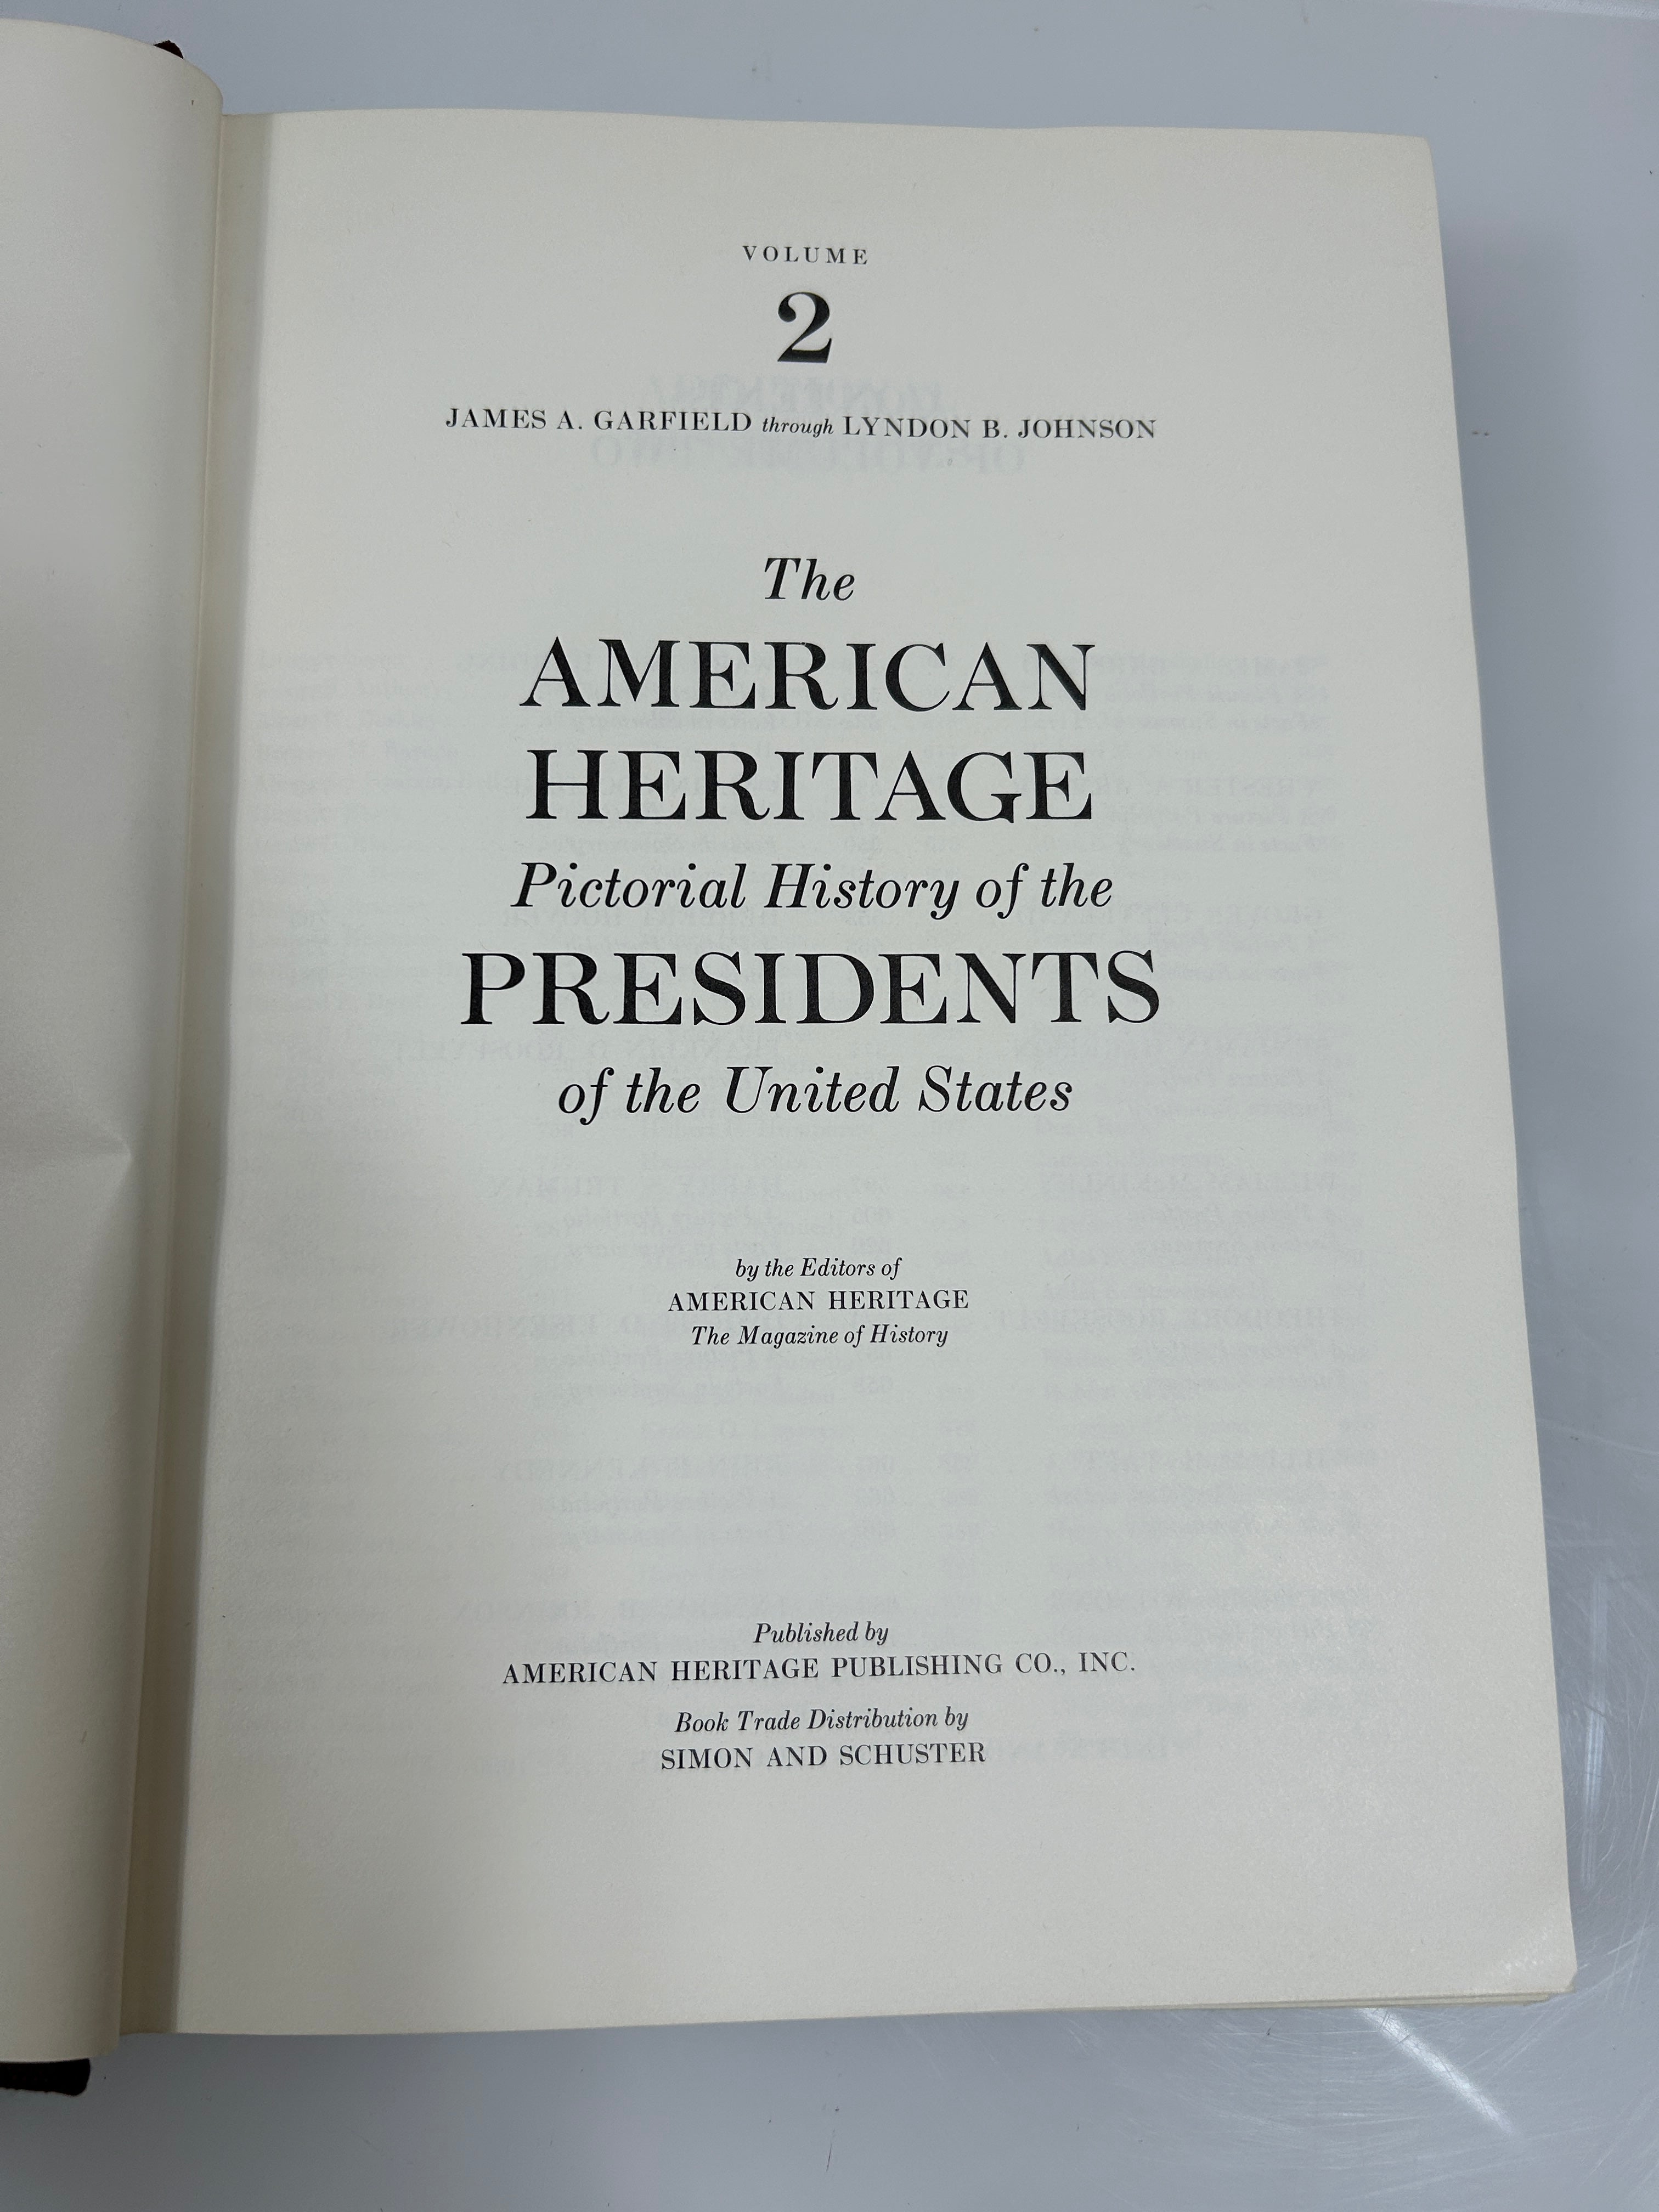 VOLUME
2
JAMES A. GARFIELD through LYNDON B. JOHNSON
The
AMERICAN
HERITAGE
Pictorial History of the
PRESIDENTS
of the United States
by the Editors of
AMERICAN HERITAGE
The Magazine of History
Published by
AMERICAN HERITAGE PUBLISHING CO., INC.
Book Trade Distribution by
SIMON AND SCHUSTER